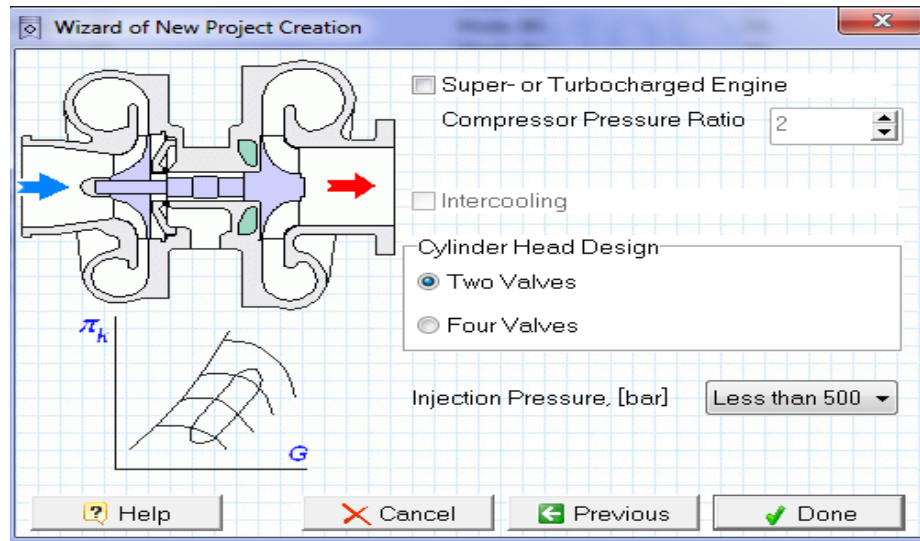 Wizard of New Project Creation
Super- or Turbocharged Engine
Compressor Pressure Ratio 2
Intercooling
Cylinder Head Design
Two Valves
Four Valves
πk
G
Injection Pressure, [bar] Less than 500
Help Cancel Previous Done